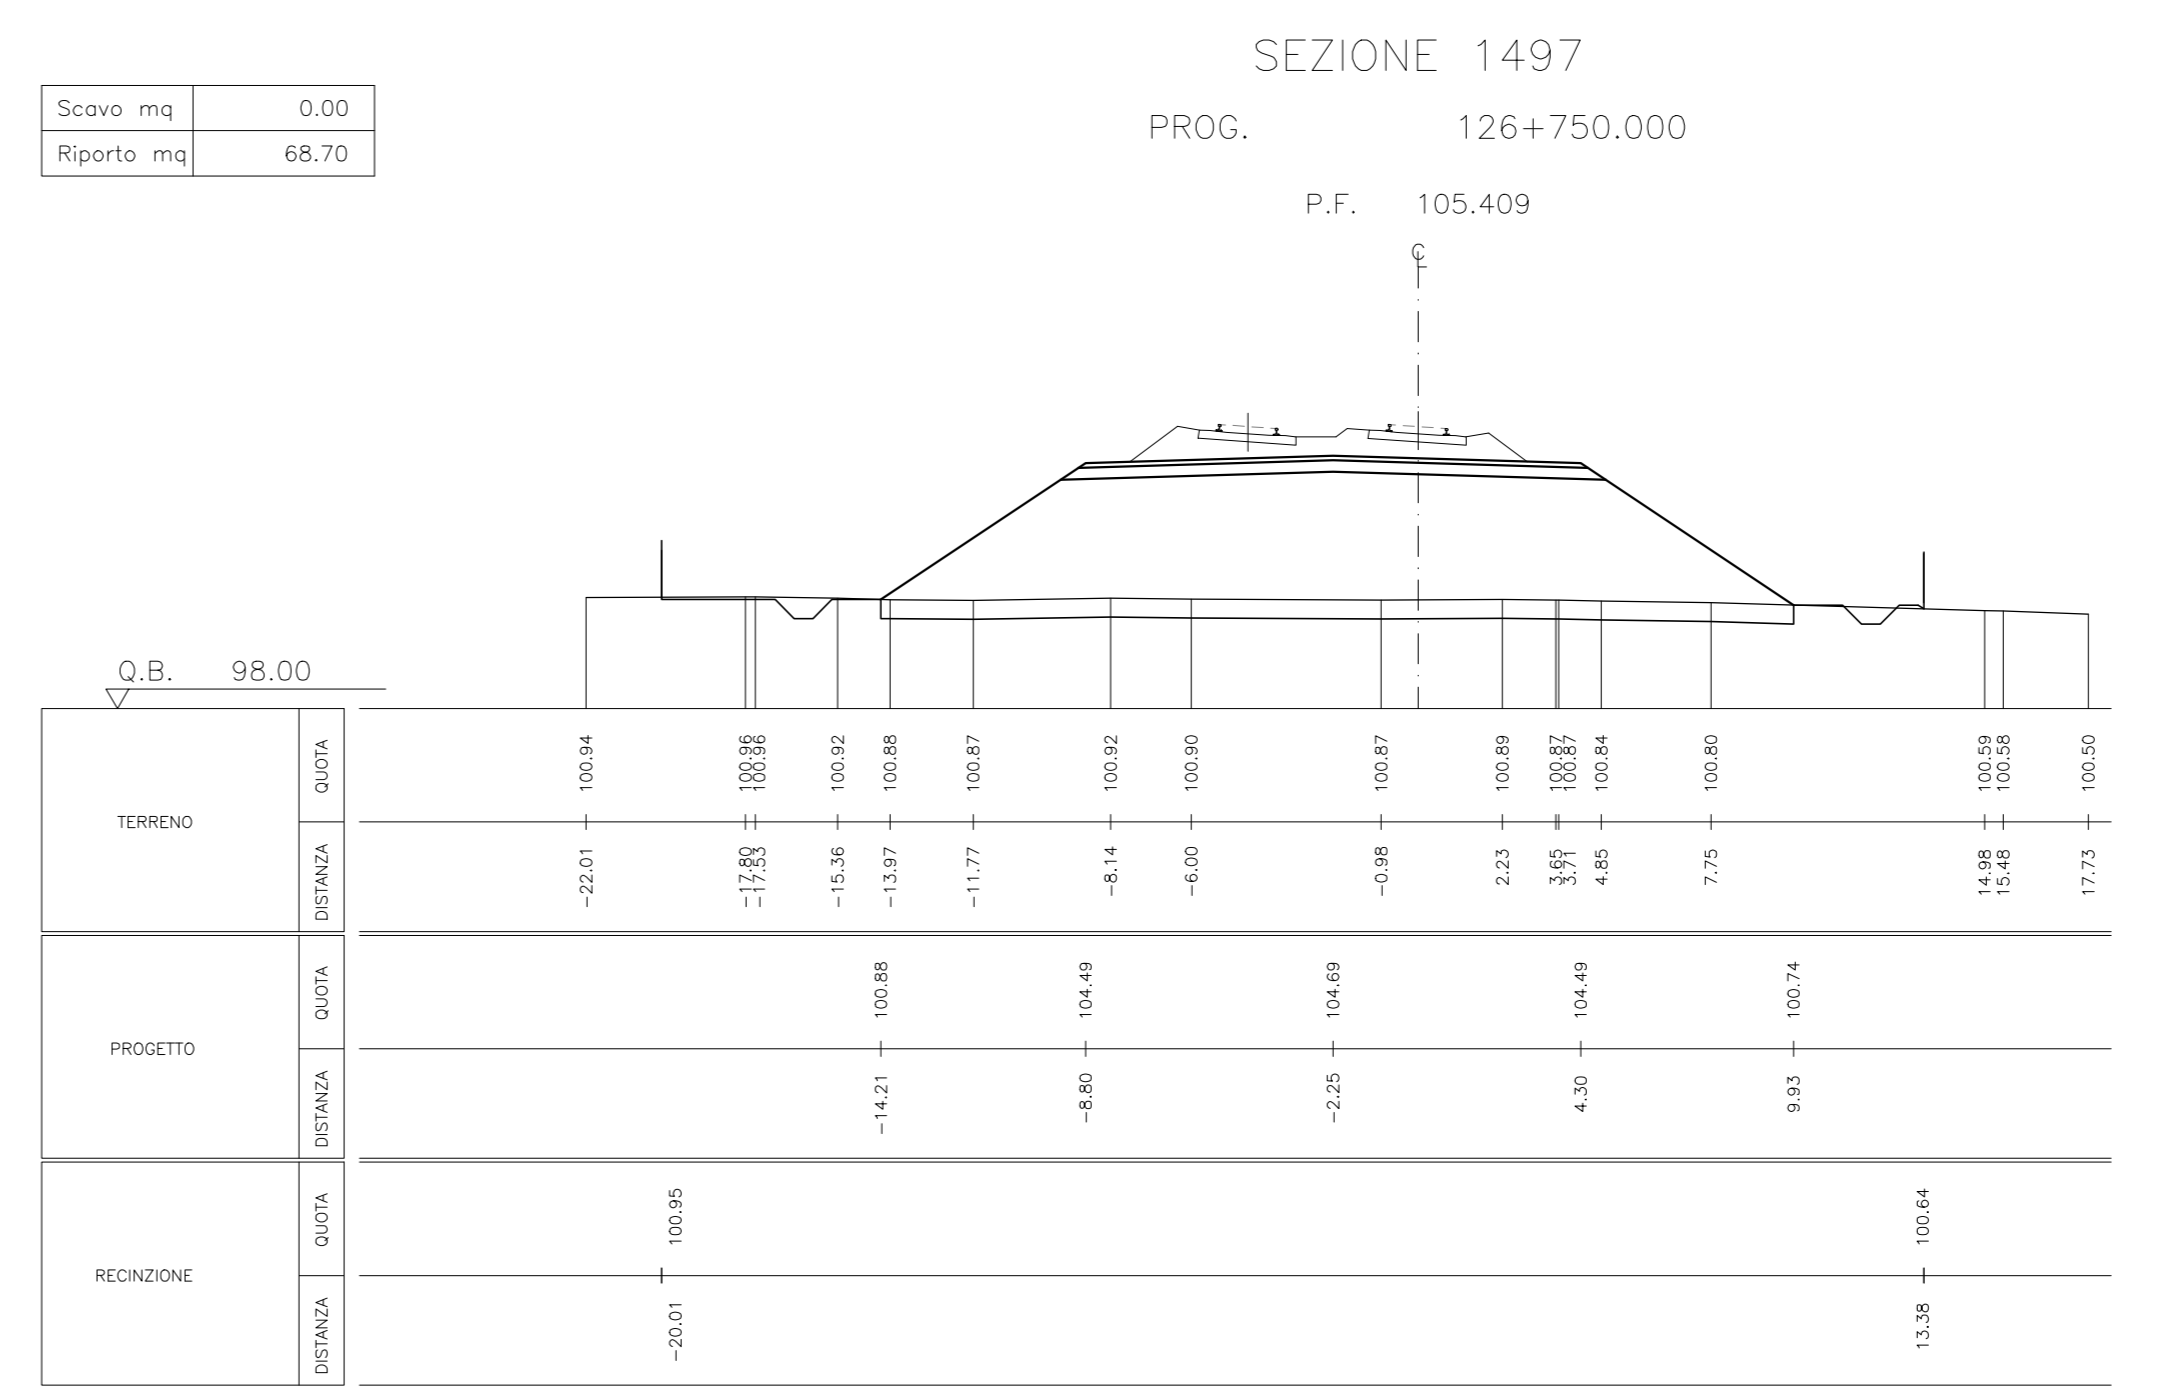 SEZIONE 1497
PROG. 126+750.000
P.F. 105.409
Scavo mq 0.00
Riporto mq 68.70
℄
Q.B. 98.00
TERRENO
QUOTA 100.94 100.96 100.96 100.92 100.88 100.87 100.92 100.90 100.87 100.89 100.87 100.87 100.84 100.80 100.59 100.58 100.50
DISTANZA -22.01 -17.80 -17.53 -15.36 -13.97 -11.77 -8.14 -6.00 -0.98 2.23 3.65 3.71 4.85 7.75 14.98 15.48 17.73
PROGETTO
QUOTA 100.88 104.49 104.69 104.49 100.74
DISTANZA -14.21 -8.80 -2.25 4.30 9.93
RECINZIONE
QUOTA 100.95 100.64
DISTANZA -20.01 13.38